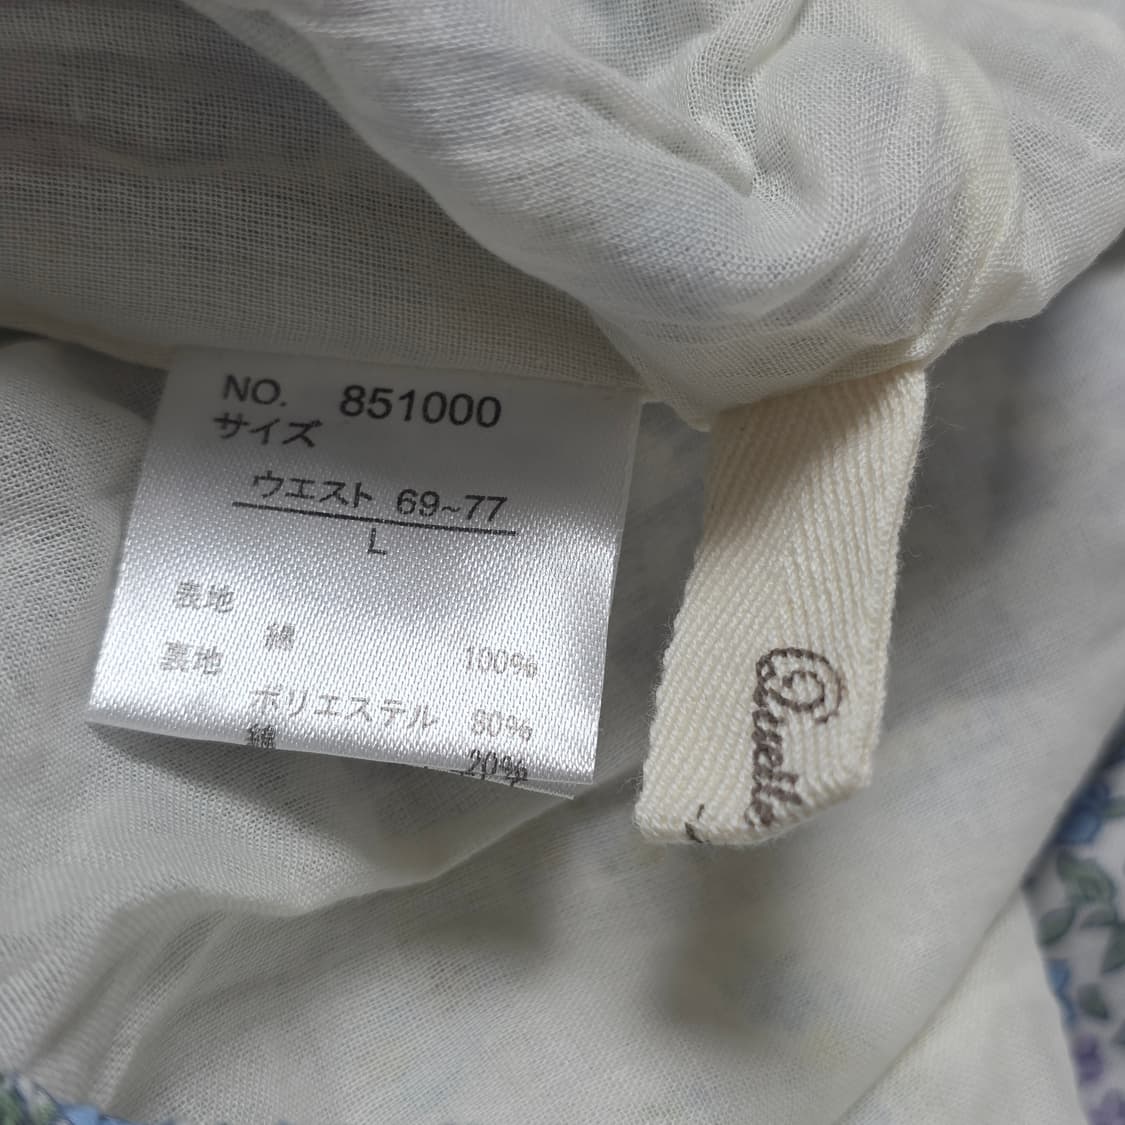 NO. 851000
サイズ
ウエスト 69~77
L
表地
綿 100%
裏地
ポリエステル 80%
綿 20%